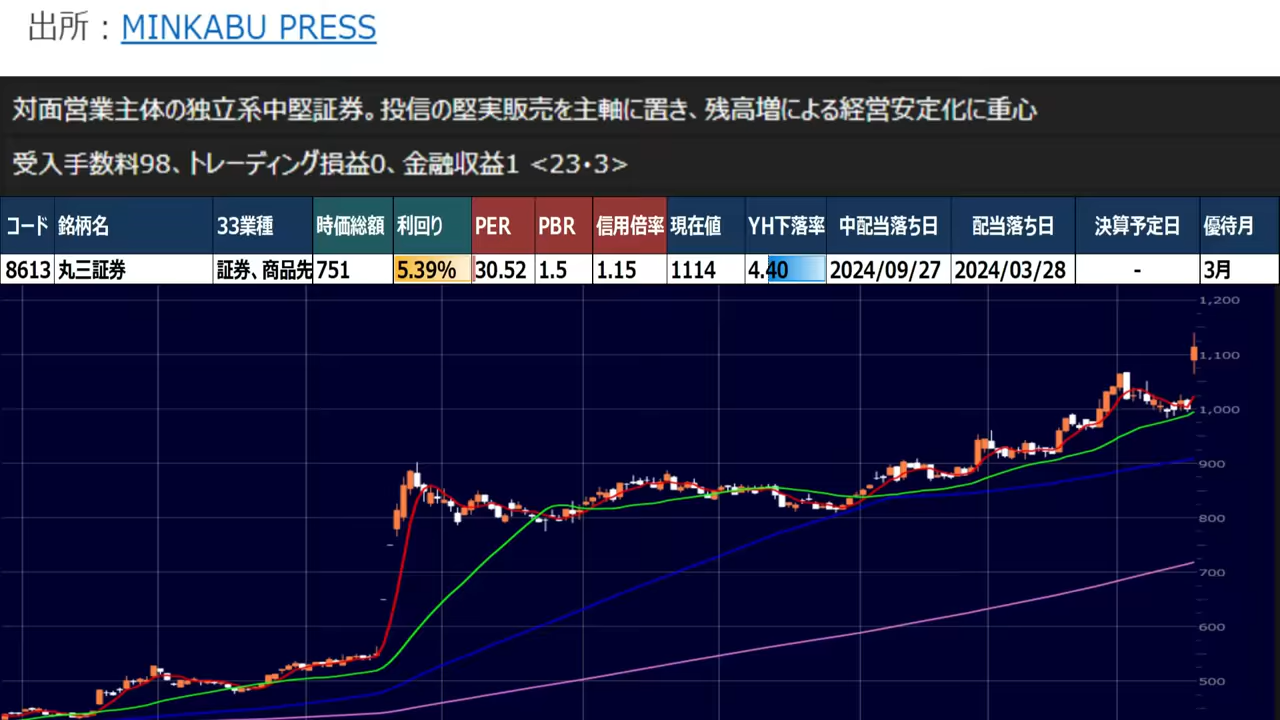 出所：MINKABU PRESS
対面営業主体の独立系中堅証券。投信の堅実販売を主軸に置き、残高増による経営安定化に重心
受入手数料98、トレーディング損益0、金融収益1 <23・3>
コード 銘柄名 33業種 時価総額 利回り PER PBR 信用倍率 現在値 YH下落率 中配当落ち日 配当落ち日 決算予定日 優待月
8613 丸三証券 証券、商品先 751 5.39% 30.52 1.5 1.15 1114 4.40 2024/09/27 2024/03/28 - 3月
1,200
1,100
1,000
900
800
700
600
500